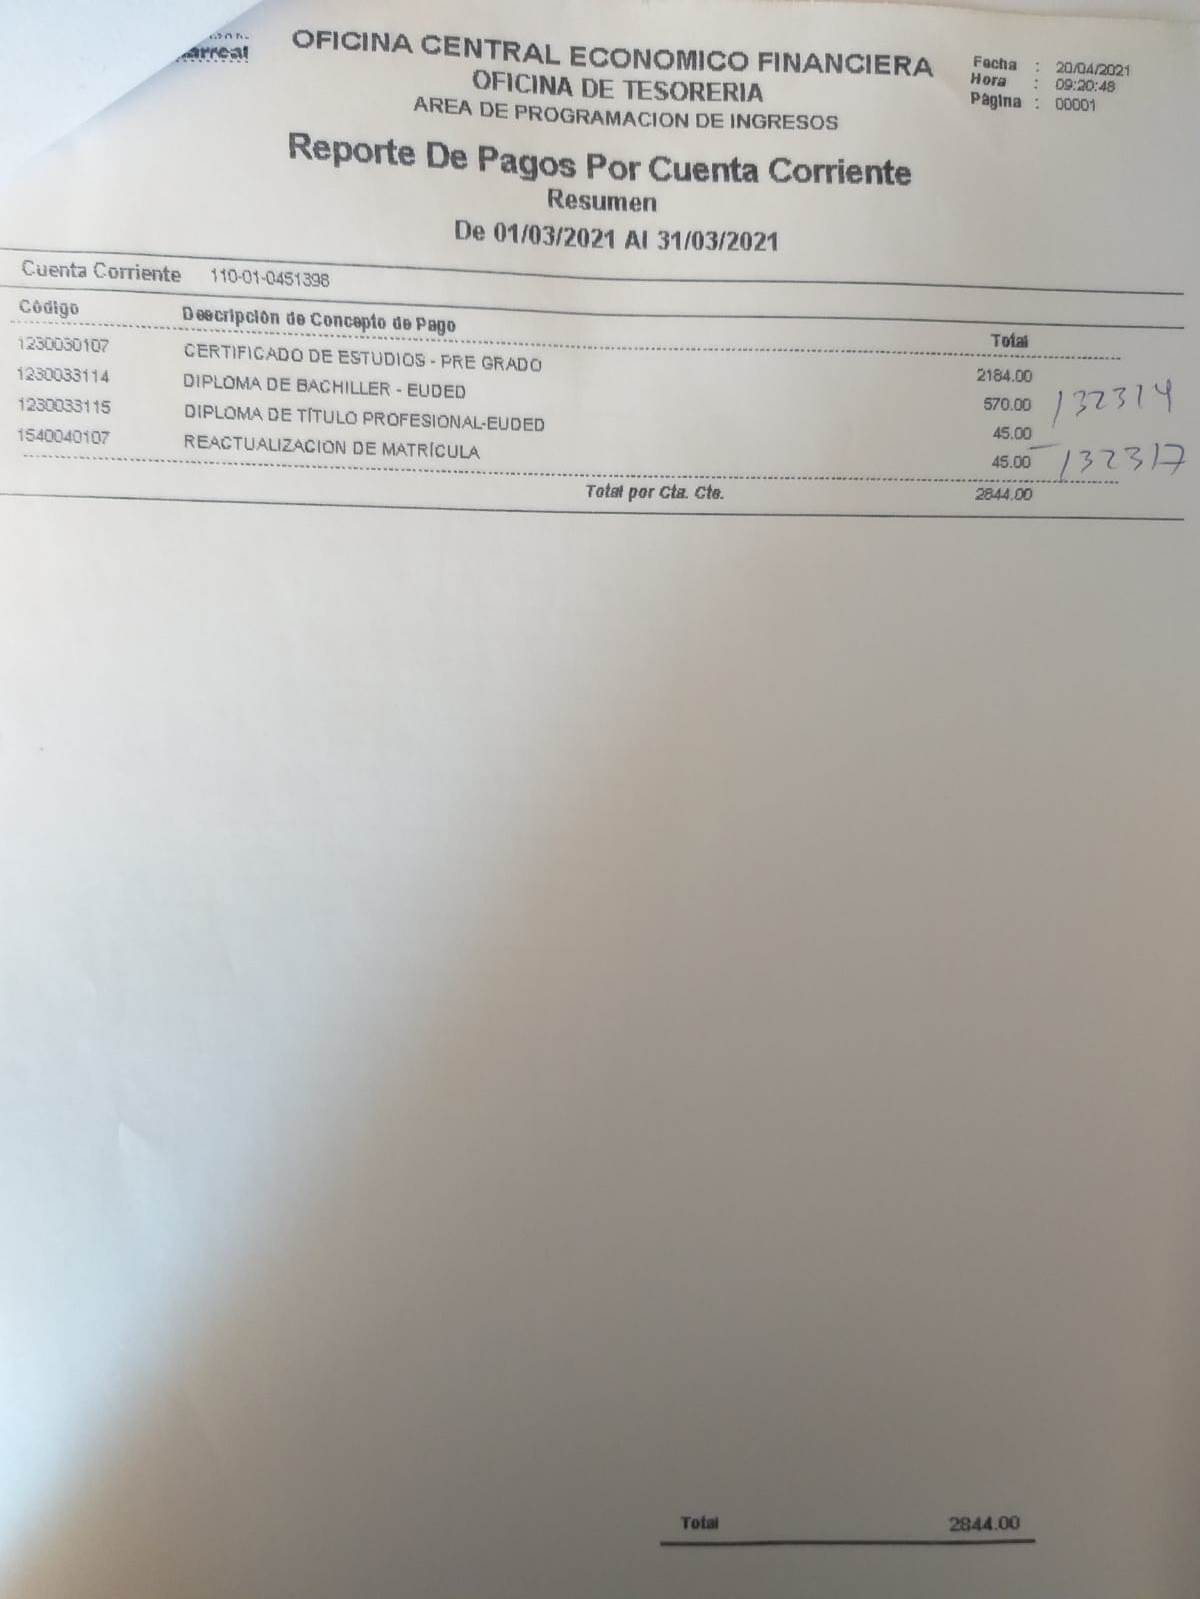 arreal
OFICINA CENTRAL ECONOMICO FINANCIERA
OFICINA DE TESORERIA
AREA DE PROGRAMACION DE INGRESOS
Fecha : 20/04/2021
Hora : 09:20:48
Página : 00001
Reporte De Pagos Por Cuenta Corriente
Resumen
De 01/03/2021 Al 31/03/2021
Cuenta Corriente 110-01-0451398
Código Descripción de Concepto de Pago Total
1230030107 CERTIFICADO DE ESTUDIOS - PRE GRADO 2184.00
1230033114 DIPLOMA DE BACHILLER - EUDED 570.00 132314
1230033115 DIPLOMA DE TÍTULO PROFESIONAL-EUDED 45.00
1540040107 REACTUALIZACION DE MATRÍCULA 45.00 132317
Total por Cta. Cte. 2844.00
Total 2844.00